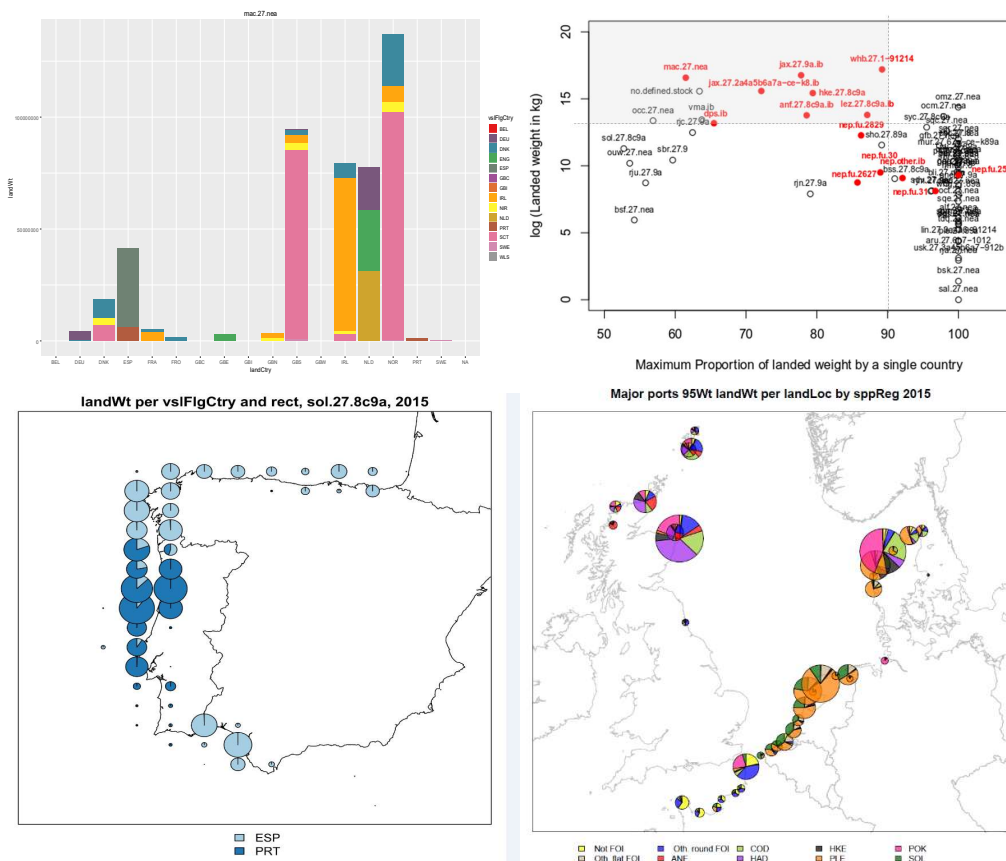 mac.27.nea
landWt
0
BEL
DEU
DNK
ESP
FRA
FRO
GBC
GBE
GBI
GBN
GBS
GBW
IRL
NLD
NOR
PRT
SWE
NA
landCtry
vslFlgCtry
BEL
DEU
DNK
ENG
ESP
GBC
GBI
IRL
NIR
NLD
PRT
SCT
SWE
WLS
log (Landed weight in kg)
20
15
10
5
0
mac.27.nea
jax.27.9a.ib
whb.27.1-91214
jax.27.2a4a5b6a7a-ce-k8.ib
no.defined.stock
hke.27.8c9a
omz.27.nea
occ.27.nea
vma.ib
dps.ib
rjc.27.9a
anf.27.8c9a.ib
lez.27.8c9a.ib
ocm.27.nea
nep.fu.2829
sho.27.89a
sol.27.8c9a
ouw.27.nea
sbr.27.9
nep.fu.30
nep.other.ib
bss.27.8c9a
nep.fu.25
rju.27.9a
rjn.27.9a
nep.fu.2627
nep.fu.31
sqe.27.nea
bsf.27.nea
bsk.27.nea
sal.27.nea
50
60
70
80
90
100
Maximum Proportion of landed weight by a single country
landWt per vslFlgCtry and rect, sol.27.8c9a, 2015
ESP
PRT
Major ports 95Wt landWt per landLoc by sppReg 2015
Not FOI
Oth. round FOI
COD
HKE
POK
Oth. flat FOI
ANF
HAD
PLE
SOL